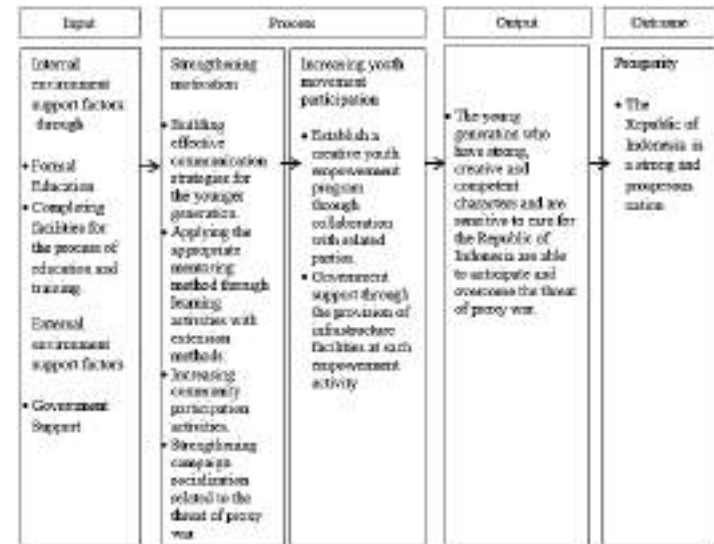 Input
Process
Output
Outcome
Internal
environment
support factors
through
• Formal
Education.
• Completing
facilities for
the process of
education and
training.
External
environment
support factors
• Government
Support
Strengthening
motivation
• Building
effective
communication
strategies for
the younger
generation.
• Applying the
appropriate
mentoring
method through
learning
activities with
extension
methods.
• Increasing
community
participation
activities.
• Strengthening
campaign
socialization
related to the
threat of proxy
war
Increasing youth
movement
participation
• Establish a
creative youth
empowerment
program
through
collaboration
with related
parties.
• Government
support through
the provision of
infrastructure
facilities at each
empowerment
activity
• The young
generation who
have strong,
creative and
competent
characters and are
sensitive to care for
the Republic of
Indonesia are able
to anticipate and
overcome the threat
of proxy war.
Prosperity
• The
Republic of
Indonesia is
a strong and
prosperous
nation